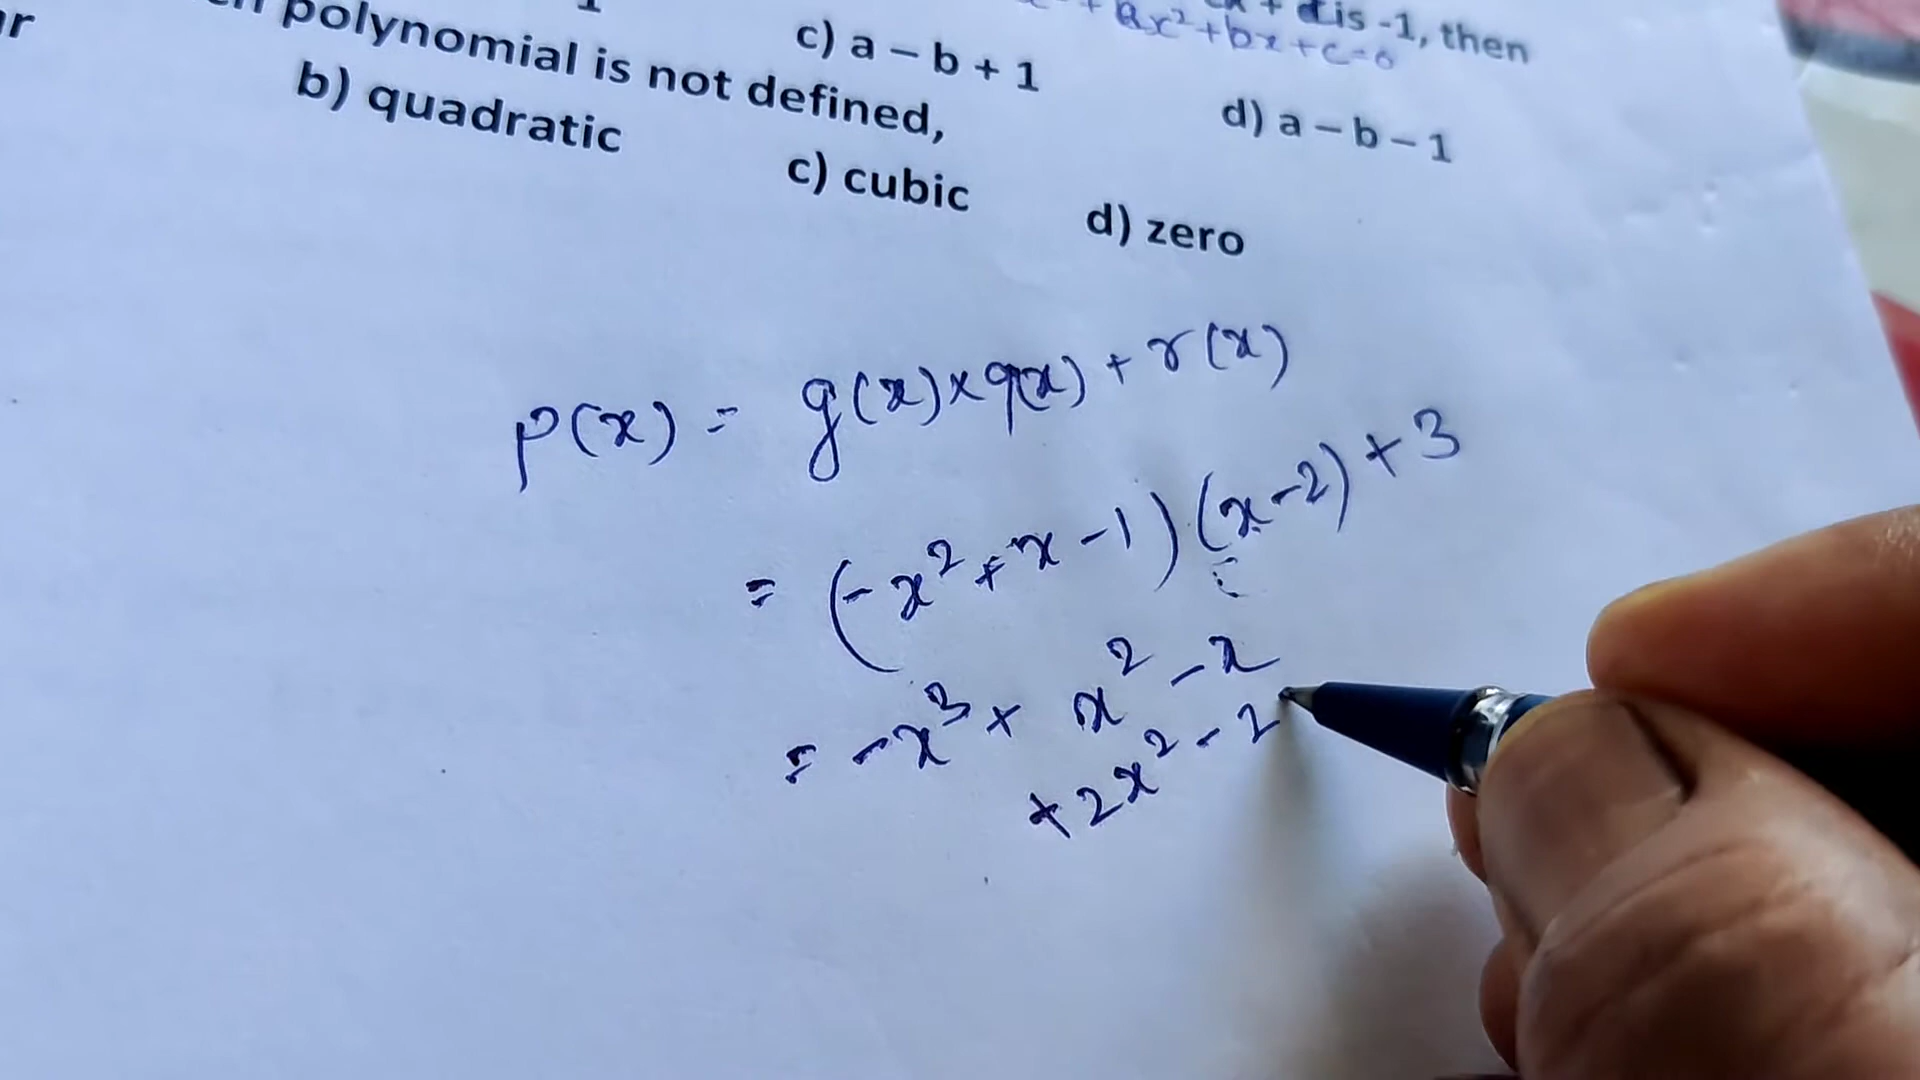 is -1, then
+ ax² + bx + c = 0
c) a – b + 1
d) a – b – 1
polynomial is not defined,
b) quadratic
c) cubic
d) zero
p(x) = g(x) × q(x) + r(x)
= (-x² + x - 1) (x - 2) + 3
= -x³ + x² - x
+ 2x² - 2